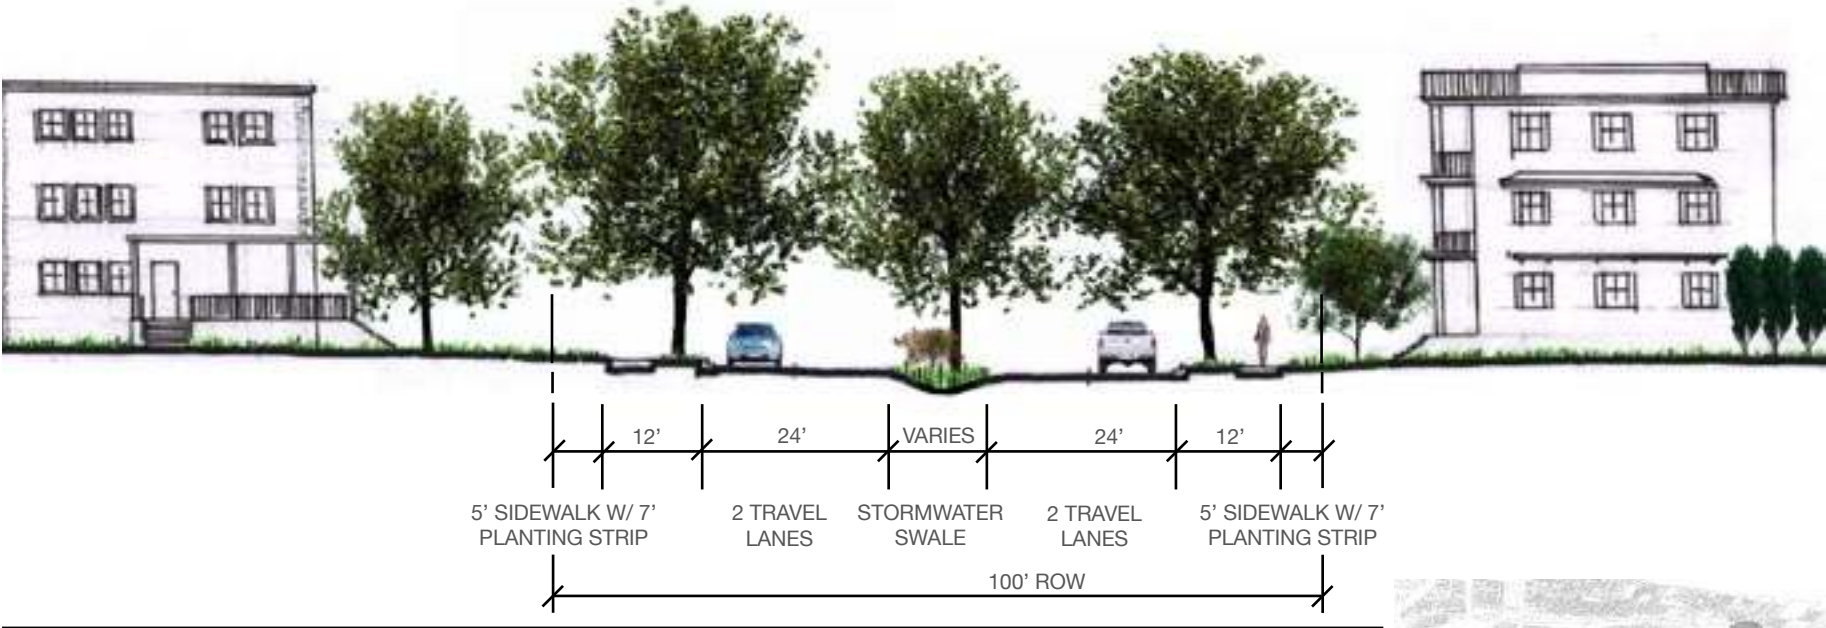 12’ 24’ VARIES 24’ 12’
5’ SIDEWALK W/ 7’
PLANTING STRIP
2 TRAVEL
LANES
STORMWATER
SWALE
2 TRAVEL
LANES
5’ SIDEWALK W/ 7’
PLANTING STRIP
100’ ROW